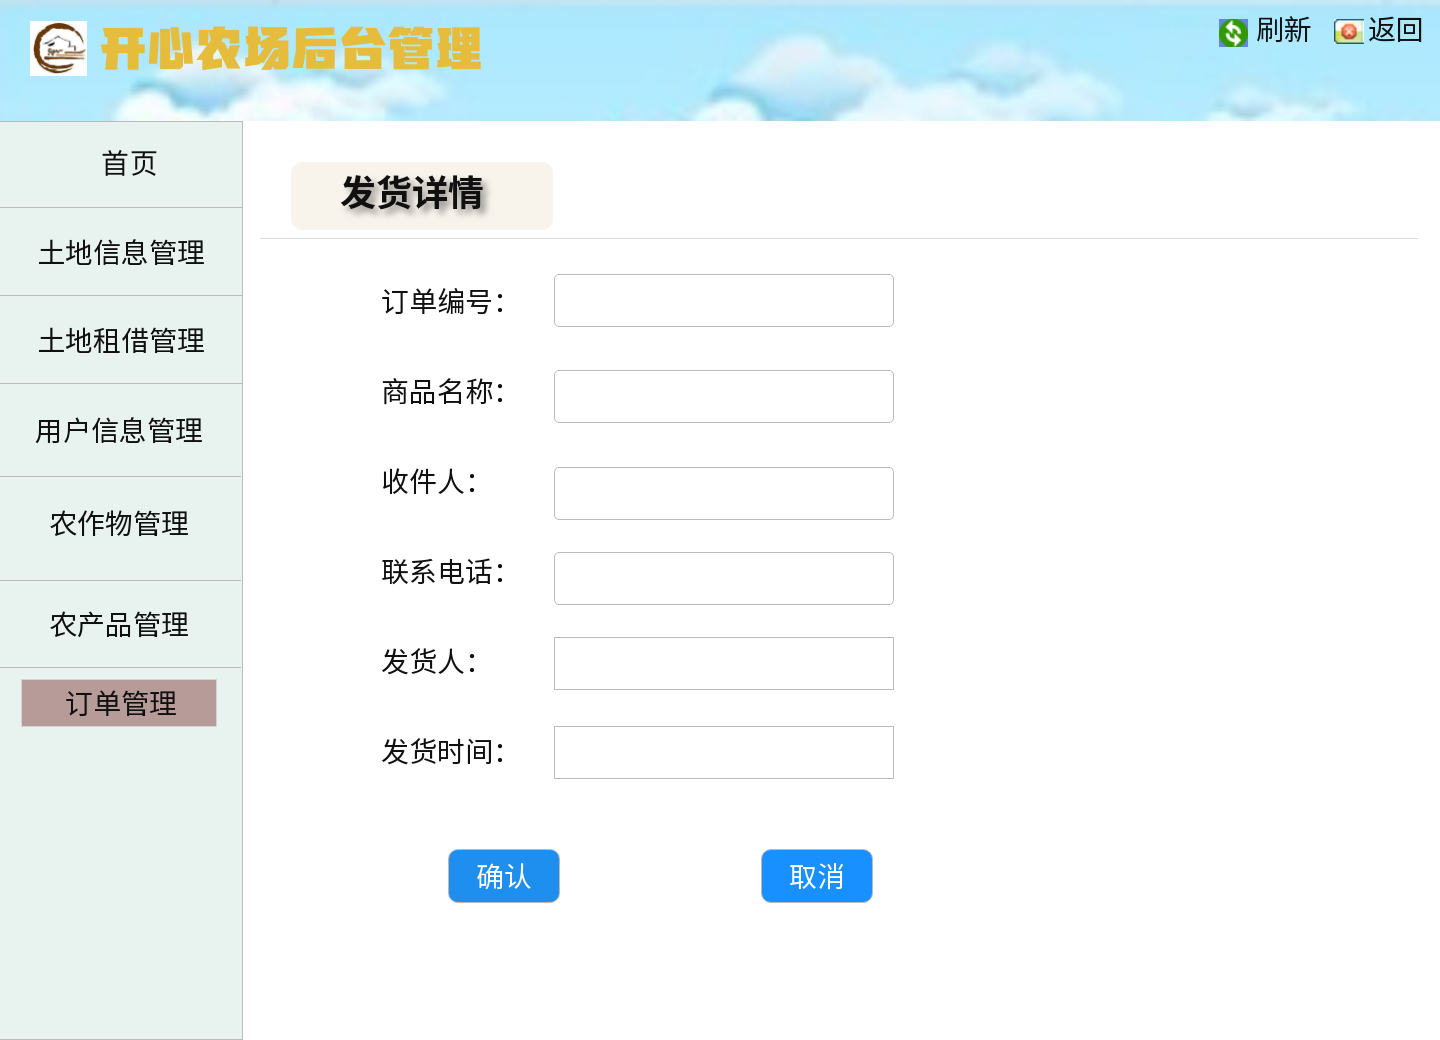 开心农场后台管理
刷新
返回
首页
土地信息管理
土地租借管理
用户信息管理
农作物管理
农产品管理
订单管理
发货详情
订单编号：
商品名称：
收件人：
联系电话：
发货人：
发货时间：
确认
取消